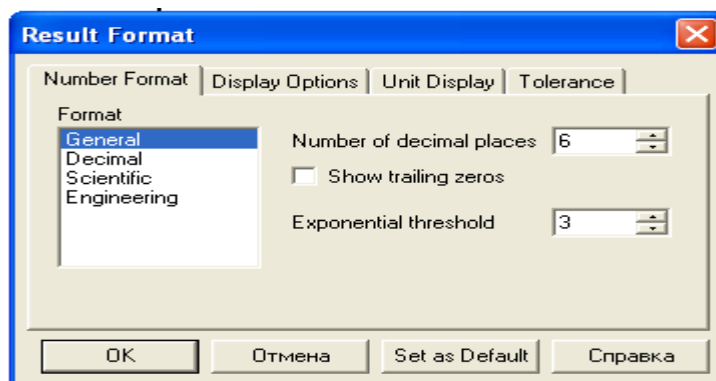 Result Format
Number Format Display Options Unit Display Tolerance
Format
General
Decimal
Scientific
Engineering
Number of decimal places 6
Show trailing zeros
Exponential threshold 3
OK Отмена Set as Default Справка